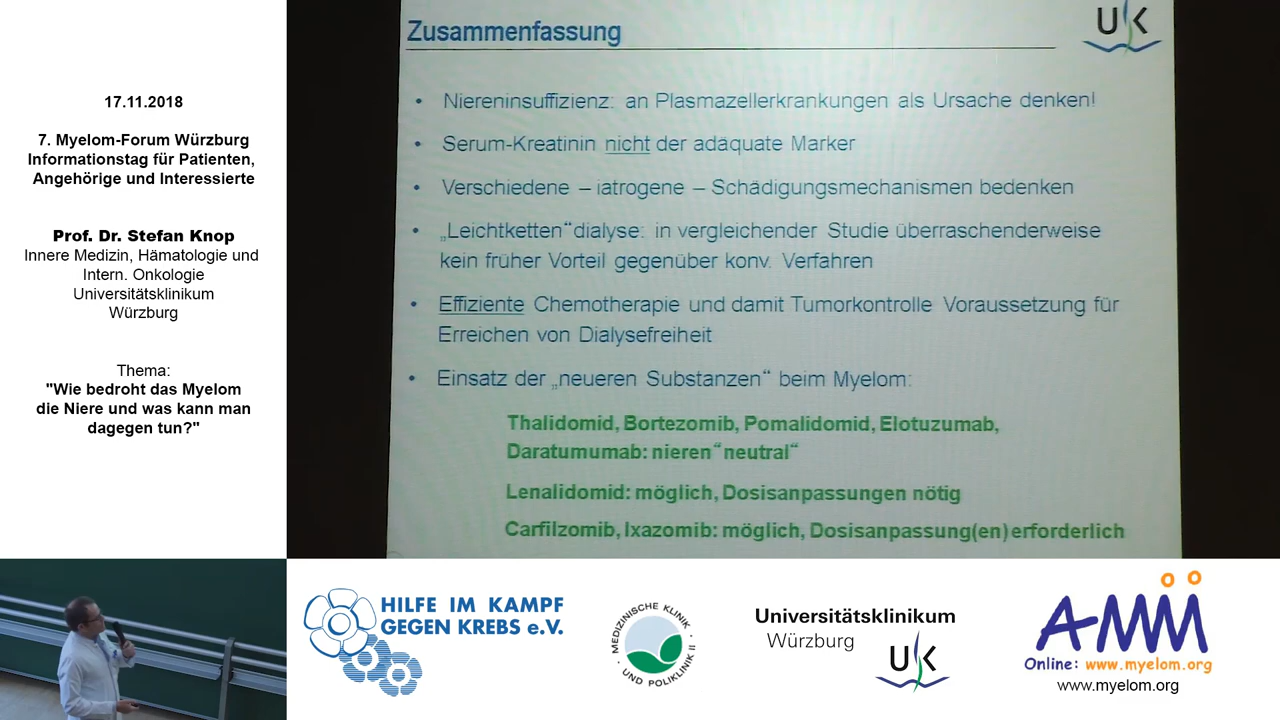 17.11.2018
7. Myelom-Forum Würzburg
Informationstag für Patienten,
Angehörige und Interessierte
Prof. Dr. Stefan Knop
Innere Medizin, Hämatologie und
Intern. Onkologie
Universitätsklinikum
Würzburg
Thema:
"Wie bedroht das Myelom
die Niere und was kann man
dagegen tun?"
Zusammenfassung
UK
• Niereninsuffizienz: an Plasmazellerkrankungen als Ursache denken!
• Serum-Kreatinin nicht der adäquate Marker
• Verschiedene – iatrogene – Schädigungsmechanismen bedenken
• „Leichtketten“dialyse: in vergleichender Studie überraschenderweise
kein früher Vorteil gegenüber konv. Verfahren
• Effiziente Chemotherapie und damit Tumorkontrolle Voraussetzung für
Erreichen von Dialysefreiheit
• Einsatz der „neueren Substanzen“ beim Myelom:
Thalidomid, Bortezomib, Pomalidomid, Elotuzumab,
Daratumumab: nieren“neutral“
Lenalidomid: möglich, Dosisanpassungen nötig
Carfilzomib, Ixazomib: möglich, Dosisanpassung(en) erforderlich
HILFE IM KAMPF
GEGEN KREBS e.V.
MEDIZINISCHE KLINIK
UND POLIKLINIK II
Universitätsklinikum
Würzburg
UK
AMM
Online: www.myelom.org
www.myelom.org